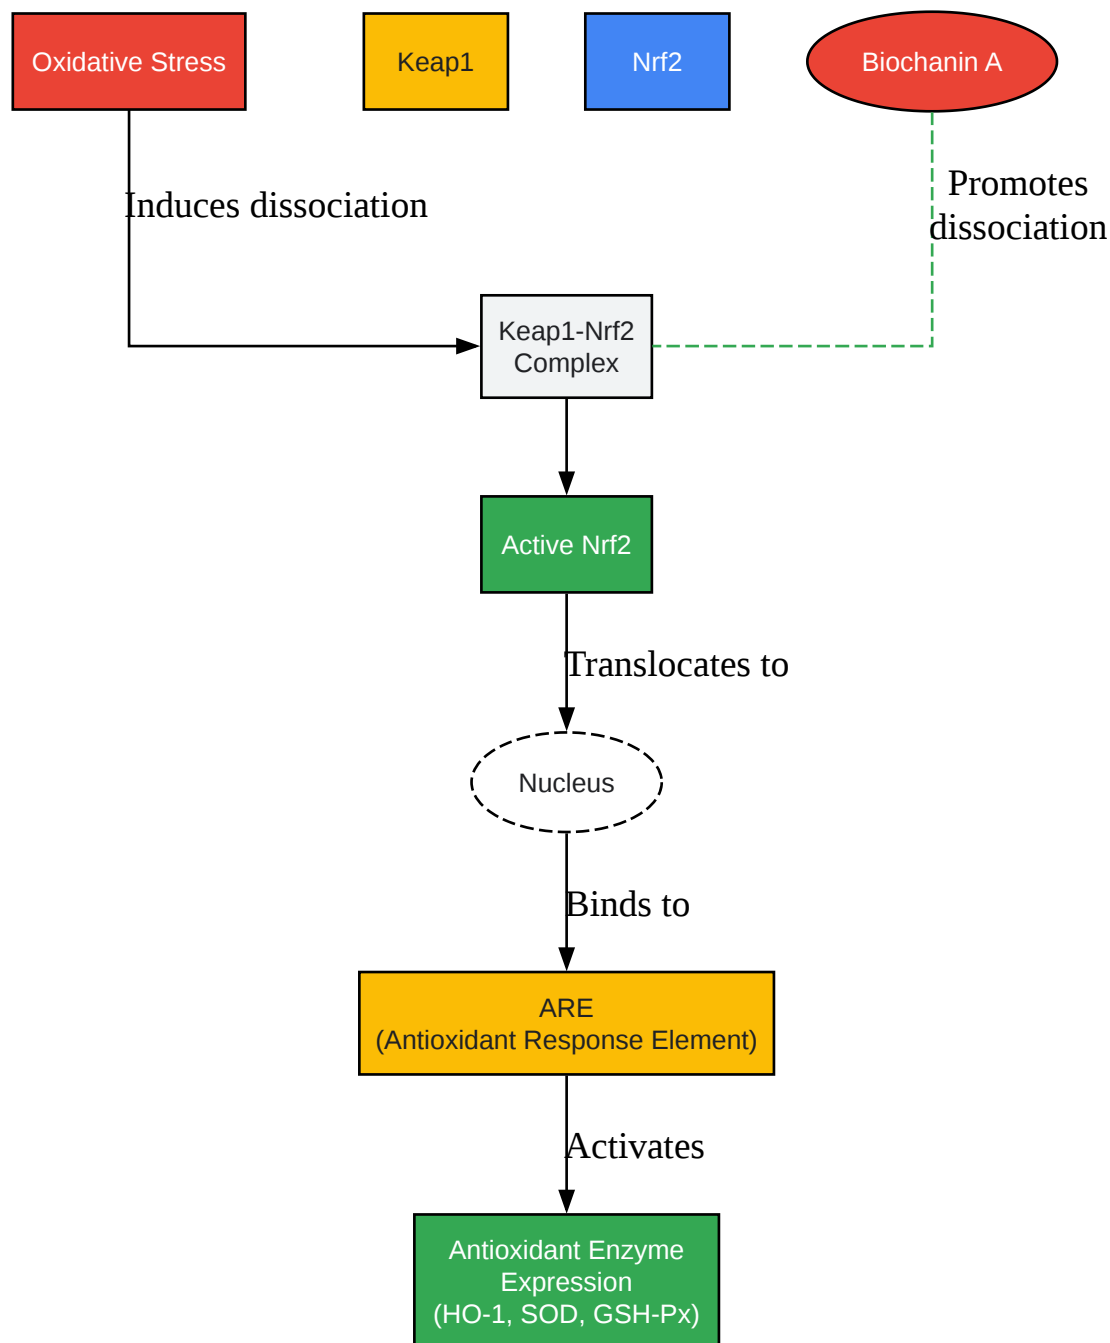 Oxidative Stress
Keap1
Nrf2
Biochanin A
Induces dissociation
Promotes
dissociation
Keap1-Nrf2
Complex
Active Nrf2
Translocates to
Nucleus
Binds to
ARE
(Antioxidant Response Element)
Activates
Antioxidant Enzyme
Expression
(HO-1, SOD, GSH-Px)